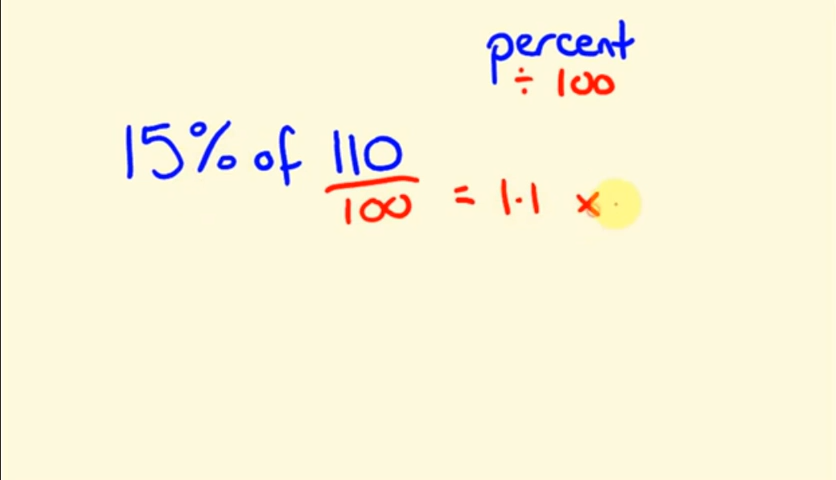 percent
÷ 100
15% of 110
100 = 1.1 ×